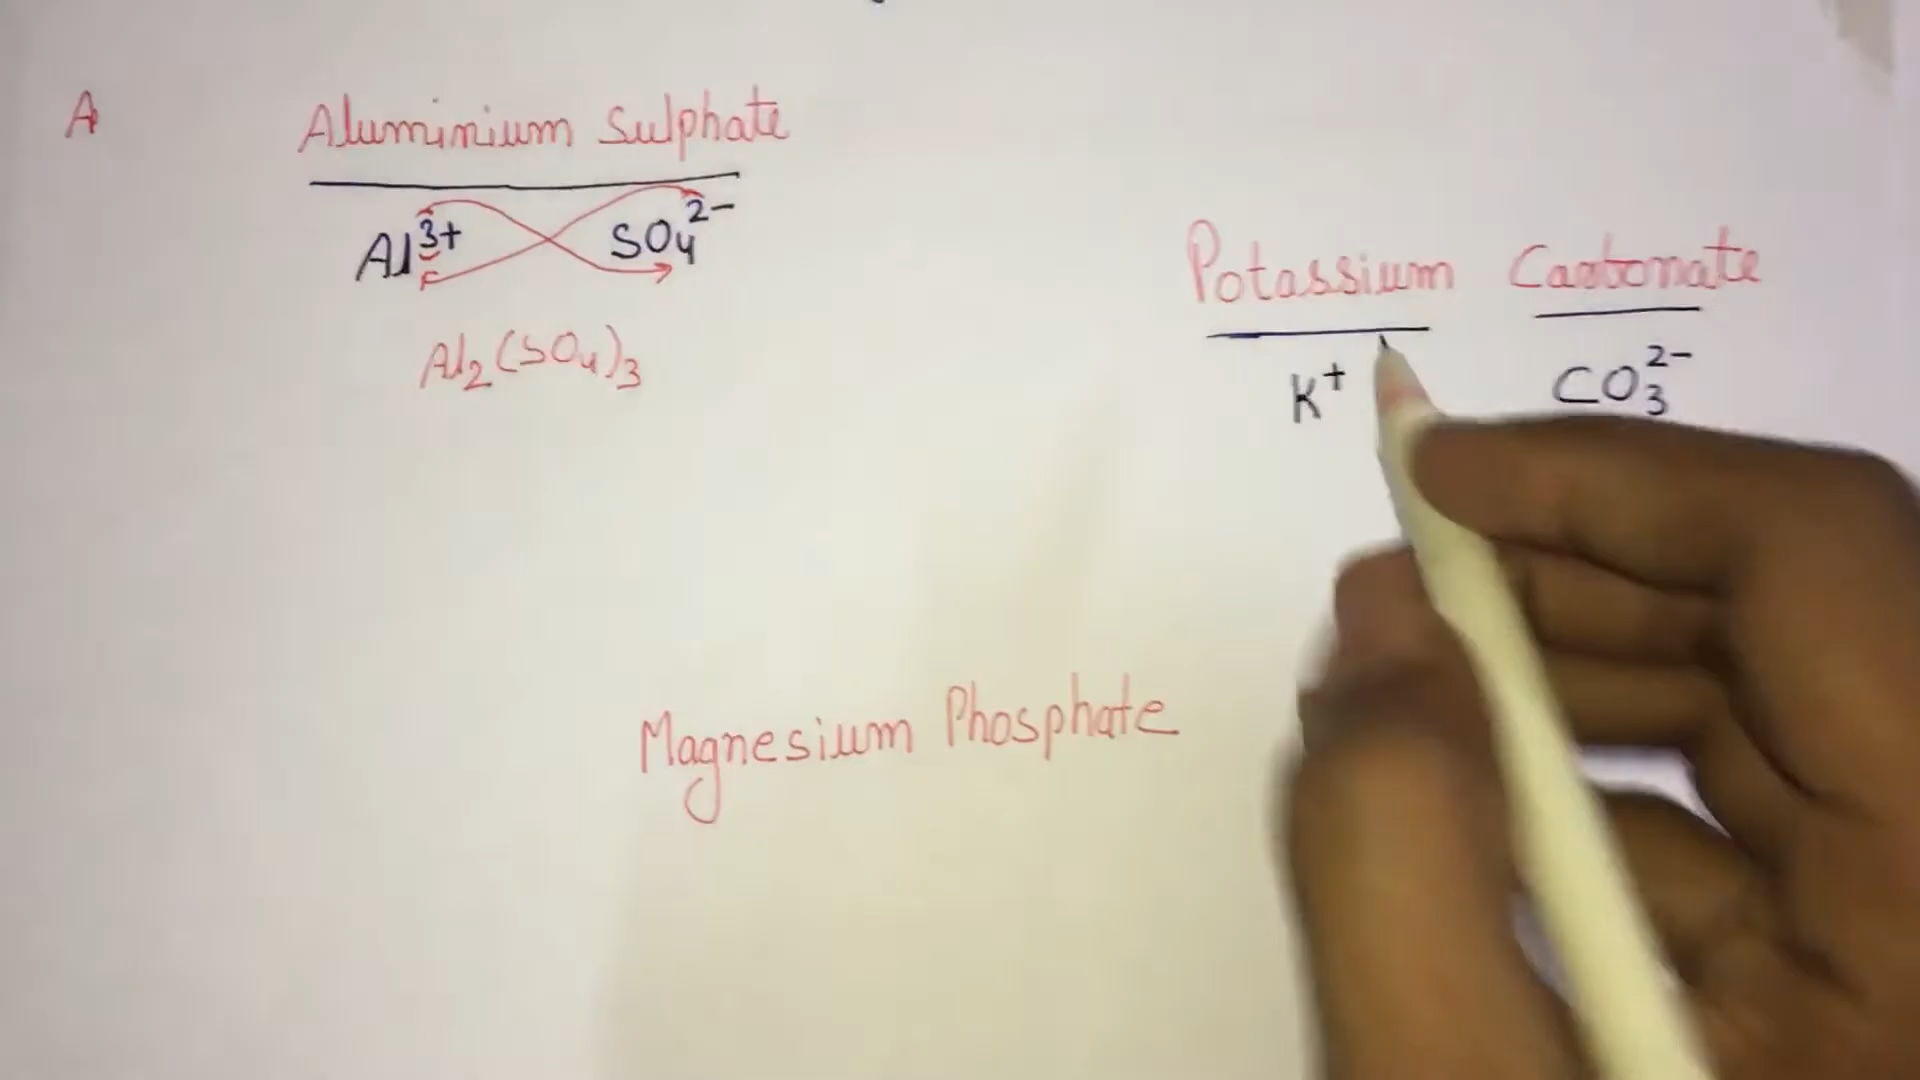 A
Aluminium Sulphate
Al³⁺ SO₄²⁻
Al₂(SO₄)₃
Potassium Carbonate
K⁺ CO₃²⁻
Magnesium Phosphate